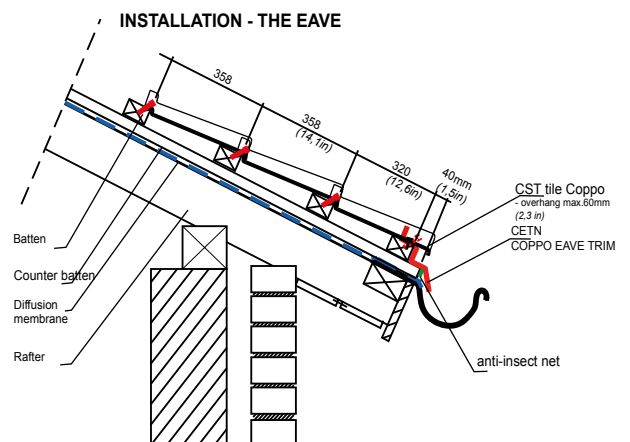 INSTALLATION - THE EAVE
358
358
(14,1in)
320
(12,6in)
40mm
(1,5in)
CST tile Coppo
- overhang max.60mm
(2,3 in)
CETN
COPPO EAVE TRIM
Batten
Counter batten
Diffusion
membrane
Rafter
anti-insect net